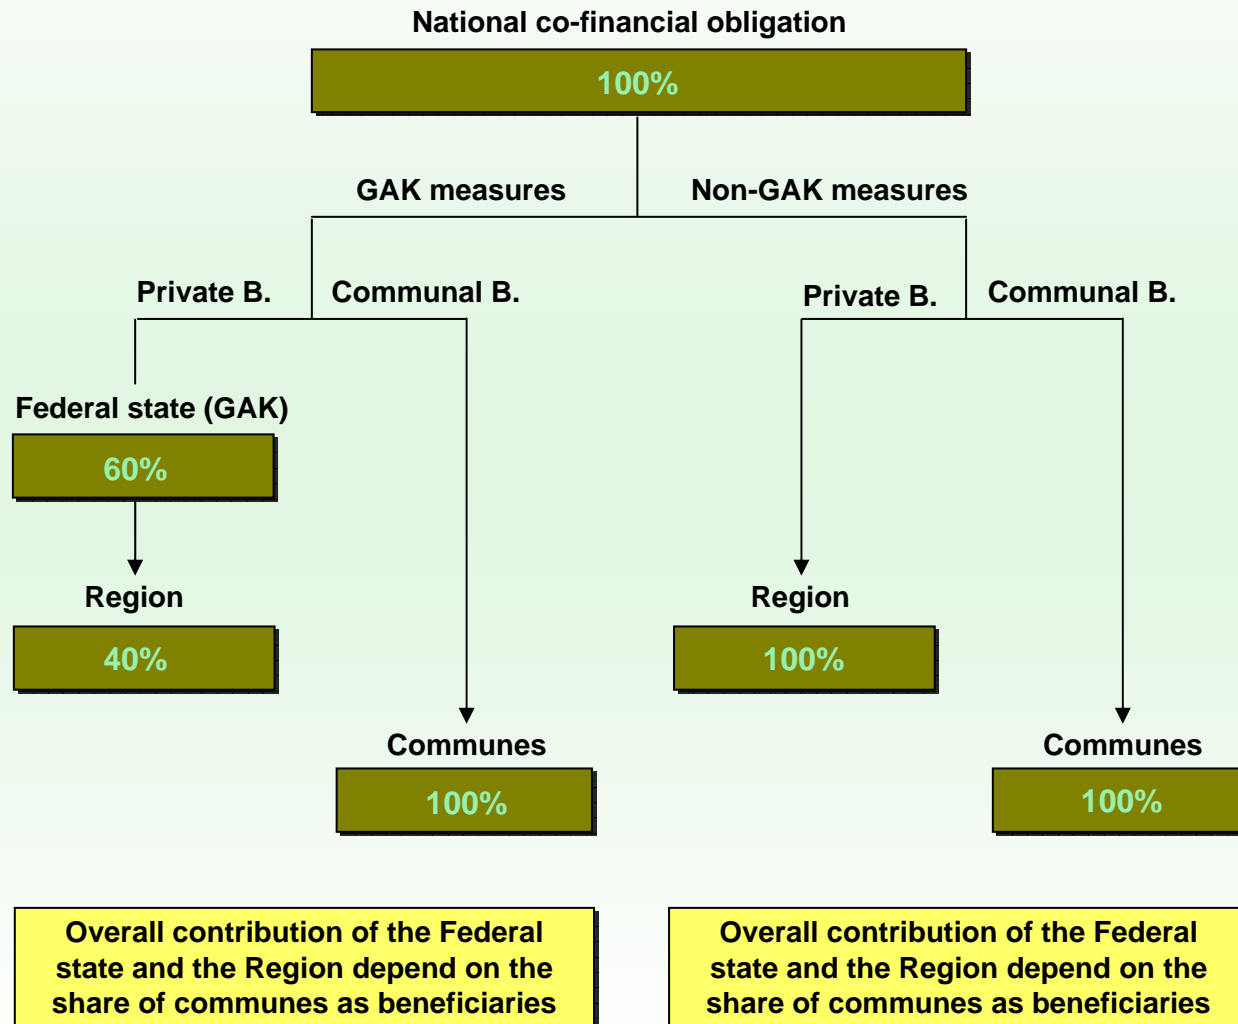 National co-financial obligation
100%
GAK measures
Non-GAK measures
Private B.
Communal B.
Private B.
Communal B.
Federal state (GAK)
60%
Region
40%
Region
100%
Communes
100%
Communes
100%
Overall contribution of the Federal
state and the Region depend on the
share of communes as beneficiaries
Overall contribution of the Federal
state and the Region depend on the
share of communes as beneficiaries